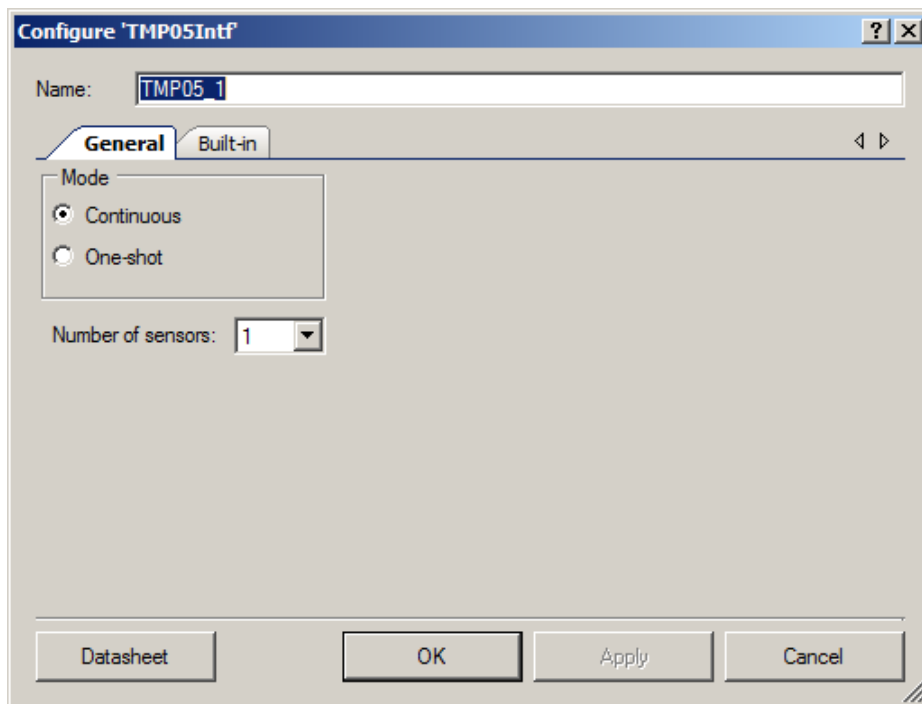 Configure 'TMP05Intf'
Name: TMP05_1
General Built-in
Mode
Continuous
One-shot
Number of sensors: 1
Datasheet OK Apply Cancel